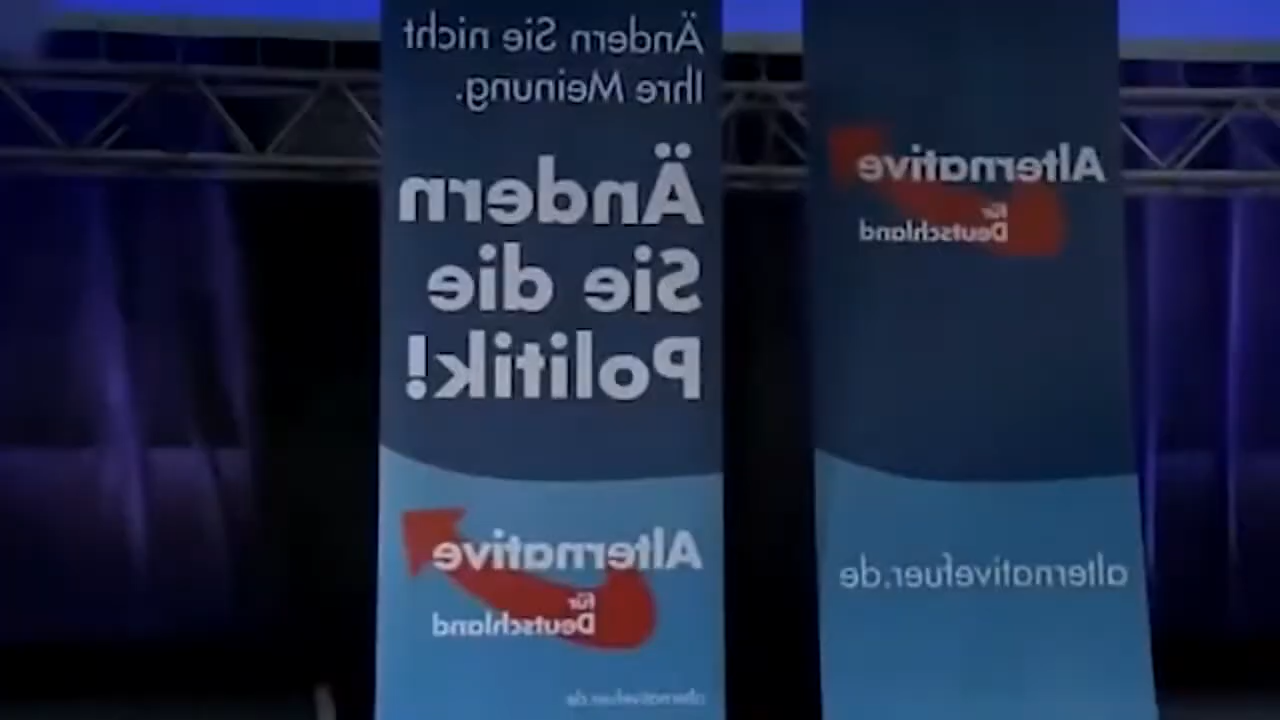 Ändern Sie nicht
Ihre Meinung.
Ändern
Sie die
Politik!
Alternative
für
Deutschland
alternativefuer.de
Alternative
für
Deutschland
alternativefuer.de